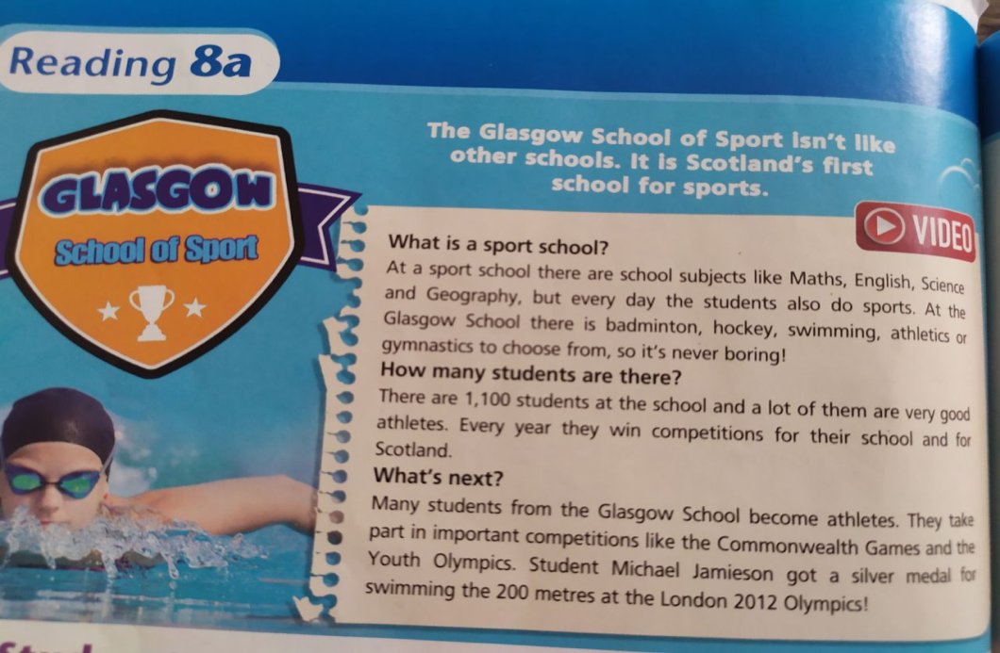 Reading 8a
GLASGOW
School of Sport
The Glasgow School of Sport isn't like
other schools. It is Scotland's first
school for sports.
VIDEO
What is a sport school?
At a sport school there are school subjects like Maths, English, Science
and Geography, but every day the students also do sports. At the
Glasgow School there is badminton, hockey, swimming, athletics or
gymnastics to choose from, so it's never boring!
How many students are there?
There are 1,100 students at the school and a lot of them are very good
athletes. Every year they win competitions for their school and for
Scotland.
What's next?
Many students from the Glasgow School become athletes. They take
part in important competitions like the Commonwealth Games and the
Youth Olympics. Student Michael Jamieson got a silver medal for
swimming the 200 metres at the London 2012 Olympics!